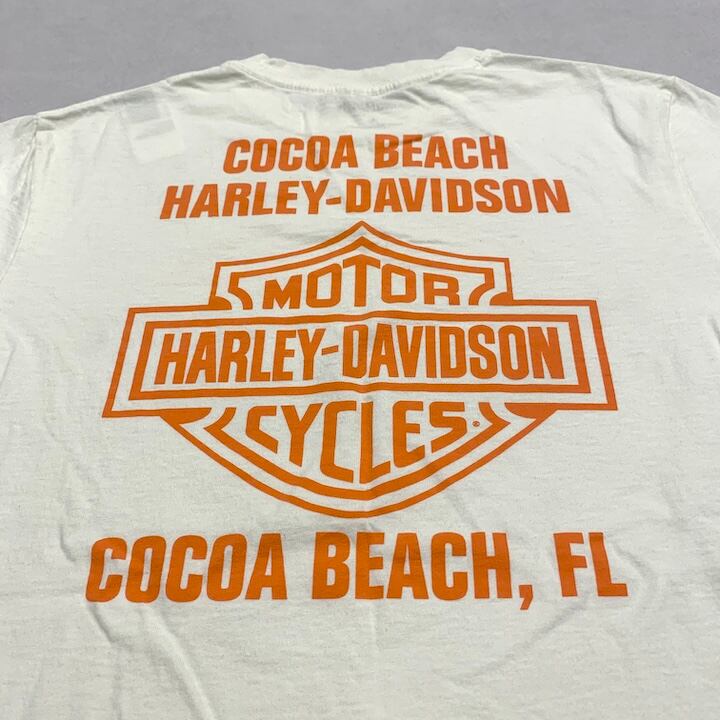 COCOA BEACH
HARLEY-DAVIDSON
MOTOR
HARLEY-DAVIDSON
CYCLES®
COCOA BEACH, FL